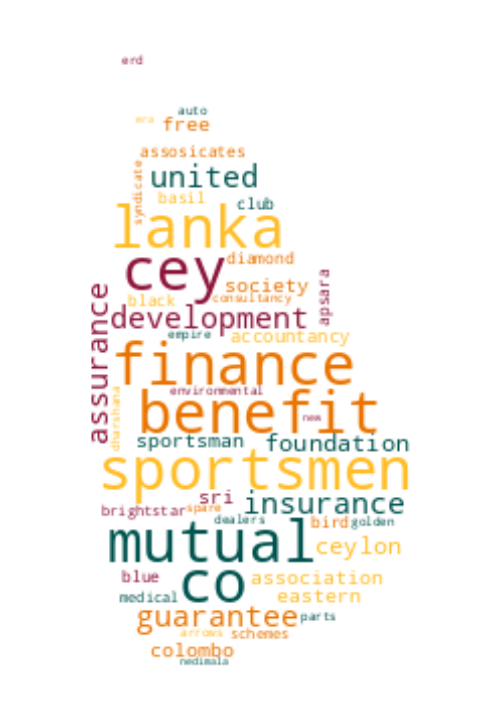 erd
auto
era free
assosicates
syndicate
united
basil
club
lanka
cey
diamond
society
apsara
black
consultancy
development
empire
accountancy
assurance
finance
environmental
dharshana
benefit
new
sportsman
foundation
sportsmen
sri
insurance
brightstar
spare
dealers
bird
golden
mutual
ceylon
blue
co
association
medical
eastern
guarantee
parts
arrows
schemes
colombo
nedimala